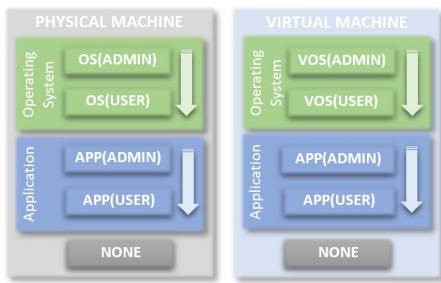 PHYSICAL MACHINE
Operating
System
OS(ADMIN)
OS(USER)
Application
APP(ADMIN)
APP(USER)
NONE
VIRTUAL MACHINE
Operating
System
VOS(ADMIN)
VOS(USER)
Application
APP(ADMIN)
APP(USER)
NONE